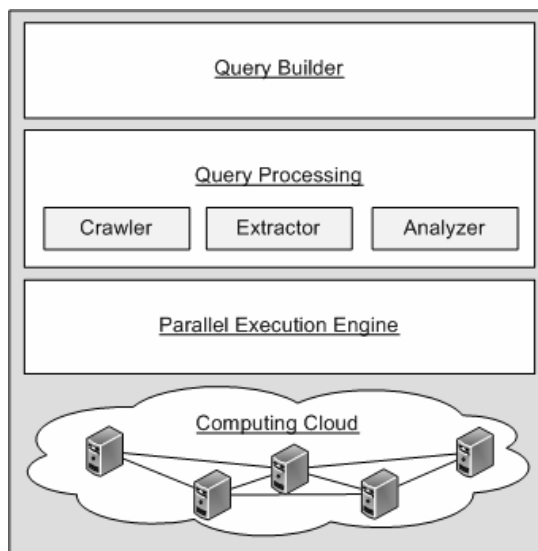 Query Builder
Query Processing
Crawler Extractor Analyzer
Parallel Execution Engine
Computing Cloud